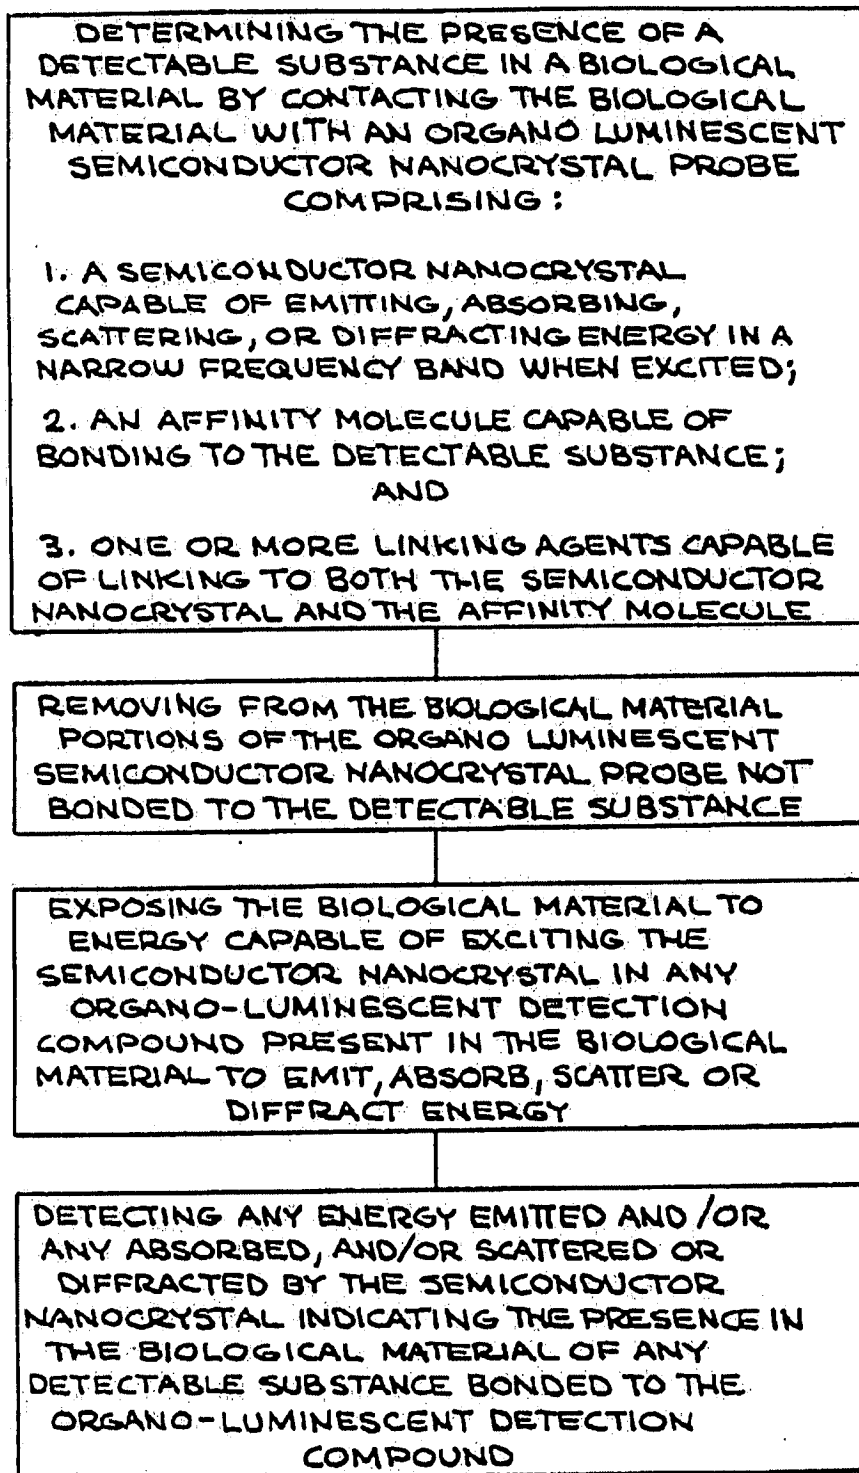 DETERMINING THE PRESENCE OF A
DETECTABLE SUBSTANCE IN A BIOLOGICAL
MATERIAL BY CONTACTING THE BIOLOGICAL
MATERIAL WITH AN ORGANO LUMINESCENT
SEMICONDUCTOR NANOCRYSTAL PROBE
COMPRISING:
1. A SEMICONDUCTOR NANOCRYSTAL
CAPABLE OF EMITTING, ABSORBING,
SCATTERING, OR DIFFRACTING ENERGY IN A
NARROW FREQUENCY BAND WHEN EXCITED;
2. AN AFFINITY MOLECULE CAPABLE OF
BONDING TO THE DETECTABLE SUBSTANCE;
AND
3. ONE OR MORE LINKING AGENTS CAPABLE
OF LINKING TO BOTH THE SEMICONDUCTOR
NANOCRYSTAL AND THE AFFINITY MOLECULE
REMOVING FROM THE BIOLOGICAL MATERIAL
PORTIONS OF THE ORGANO LUMINESCENT
SEMICONDUCTOR NANOCRYSTAL PROBE NOT
BONDED TO THE DETECTABLE SUBSTANCE
EXPOSING THE BIOLOGICAL MATERIAL TO
ENERGY CAPABLE OF EXCITING THE
SEMICONDUCTOR NANOCRYSTAL IN ANY
ORGANO-LUMINESCENT DETECTION
COMPOUND PRESENT IN THE BIOLOGICAL
MATERIAL TO EMIT, ABSORB, SCATTER OR
DIFFRACT ENERGY
DETECTING ANY ENERGY EMITTED AND/OR
ANY ABSORBED, AND/OR SCATTERED OR
DIFFRACTED BY THE SEMICONDUCTOR
NANOCRYSTAL INDICATING THE PRESENCE IN
THE BIOLOGICAL MATERIAL OF ANY
DETECTABLE SUBSTANCE BONDED TO THE
ORGANO-LUMINESCENT DETECTION
COMPOUND